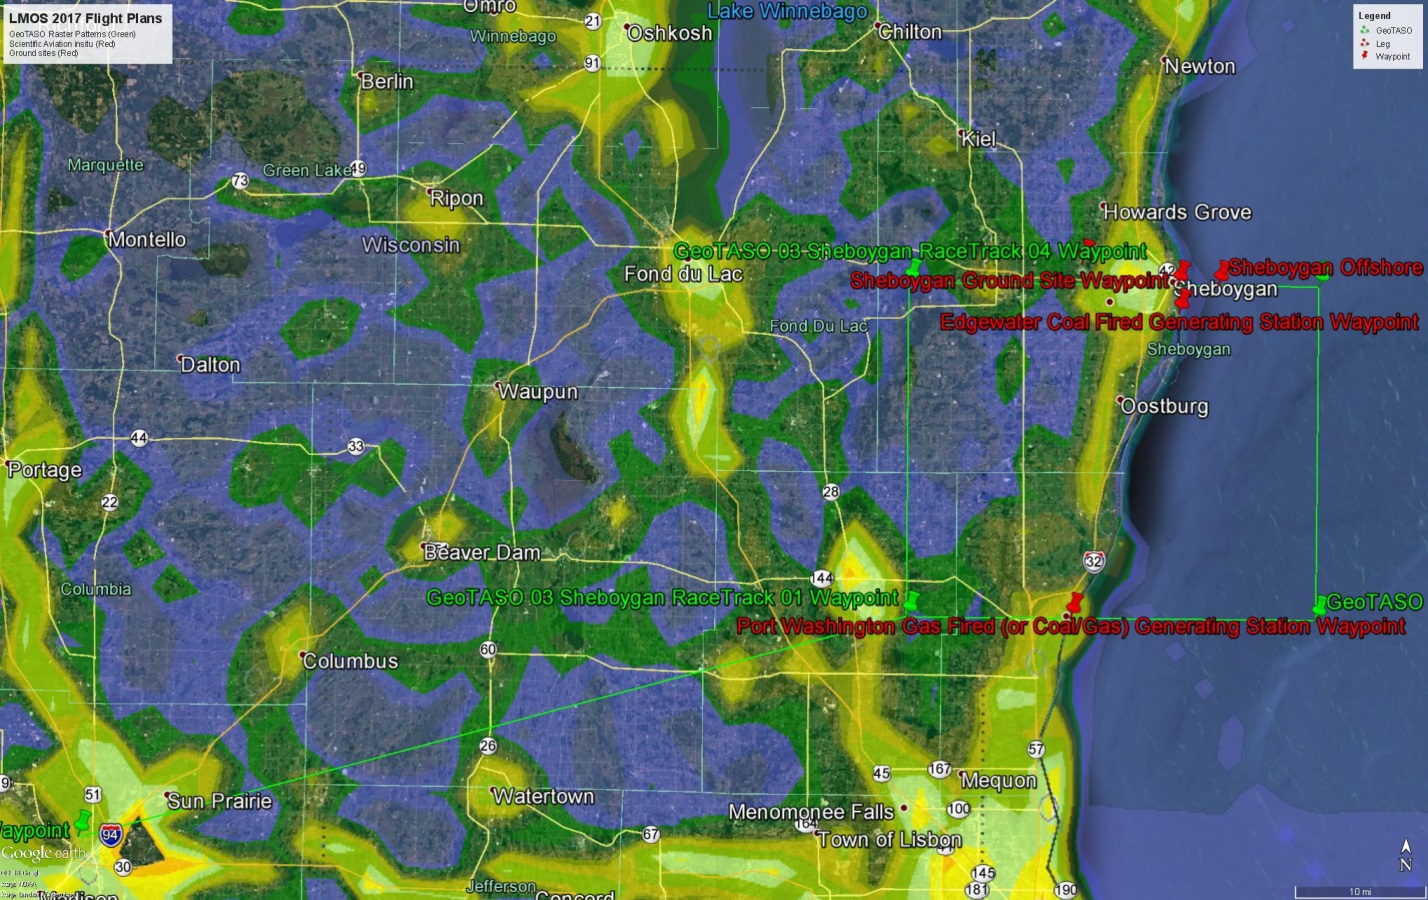 LMOS 2017 Flight Plans
GeoTASO Raster Patterns (Green)
Scientific Aviation insitu (Red)
Ground sites (Red)
Legend
GeoTASO
Leg
Waypoint
Omro
21
Lake Winnebago
Winnebago
Oshkosh
Chilton
91
Newton
Berlin
Kiel
Marquette
Green Lake
49
73
Ripon
Howards Grove
Montello
Wisconsin
GeoTASO 03 Sheboygan RaceTrack 04 Waypoint
Fond du Lac
42
Sheboygan Offshore
Sheboygan Ground Site Waypoint
Sheboygan
Edgewater Coal Fired Generating Station Waypoint
Fond Du Lac
Sheboygan
Dalton
Waupun
Oostburg
44
33
Portage
22
28
Beaver Dam
32
144
Columbia
GeoTASO 03 Sheboygan RaceTrack 01 Waypoint
GeoTASO
Port Washington Gas Fired (or Coal/Gas) Generating Station Waypoint
60
Columbus
26
57
45
167
Mequon
51
Sun Prairie
Watertown
Menomonee Falls
100
164
aypoint
94
67
Town of Lisbon
Google earth
30
145
Jefferson
181
190
Madison
Concord
N
10 mi